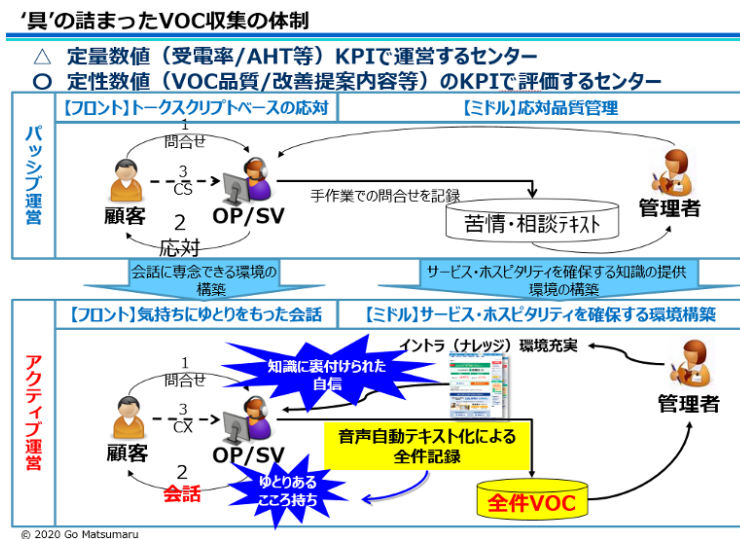 ‘具’の詰まったVOC収集の体制
△ 定量数値（受電率/AHT等）KPIで運営するセンター
〇 定性数値（VOC品質/改善提案内容等）のKPIで評価するセンター
パッシブ運営
【フロント】トークスクリプトベースの応対
【ミドル】応対品質管理
1
問合せ
3
CS
顧客
OP/SV
2
応対
手作業での問合せを記録
苦情・相談ﾃｷｽﾄ
管理者
会話に専念できる環境の
構築
サービス・ホスピタリティを確保する知識の提供
環境の構築
アクティブ運営
【フロント】気持ちにゆとりをもった会話
【ミドル】サービス・ホスピタリティを確保する環境構築
1
問合せ
知識に裏付けられた
自信
イントラ（ナレッジ）環境充実
3
CX
顧客
OP/SV
管理者
音声自動テキスト化による
全件記録
2
会話
ゆとりある
こころ持ち
全件VOC
© 2020 Go Matsumaru